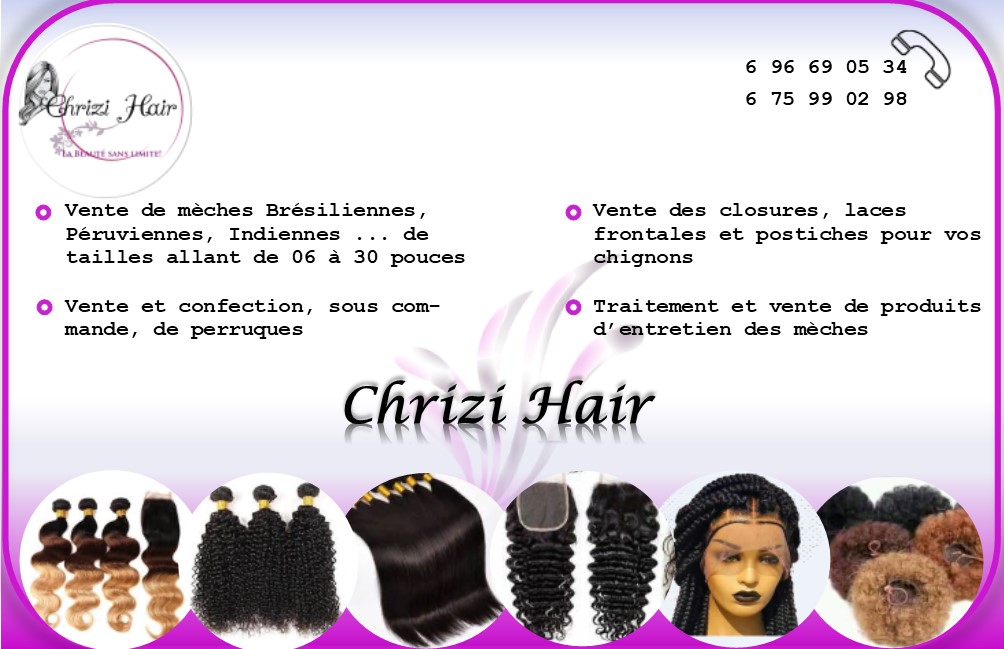 Chrizi Hair
LA BEAUTÉ SANS LIMITE!
6 96 69 05 34
6 75 99 02 98
Vente de mèches Brésiliennes,
Péruviennes, Indiennes ... de
tailles allant de 06 à 30 pouces
Vente et confection, sous com-
mande, de perruques
Vente des closures, laces
frontales et postiches pour vos
chignons
Traitement et vente de produits
d’entretien des mèches
Chrizi Hair